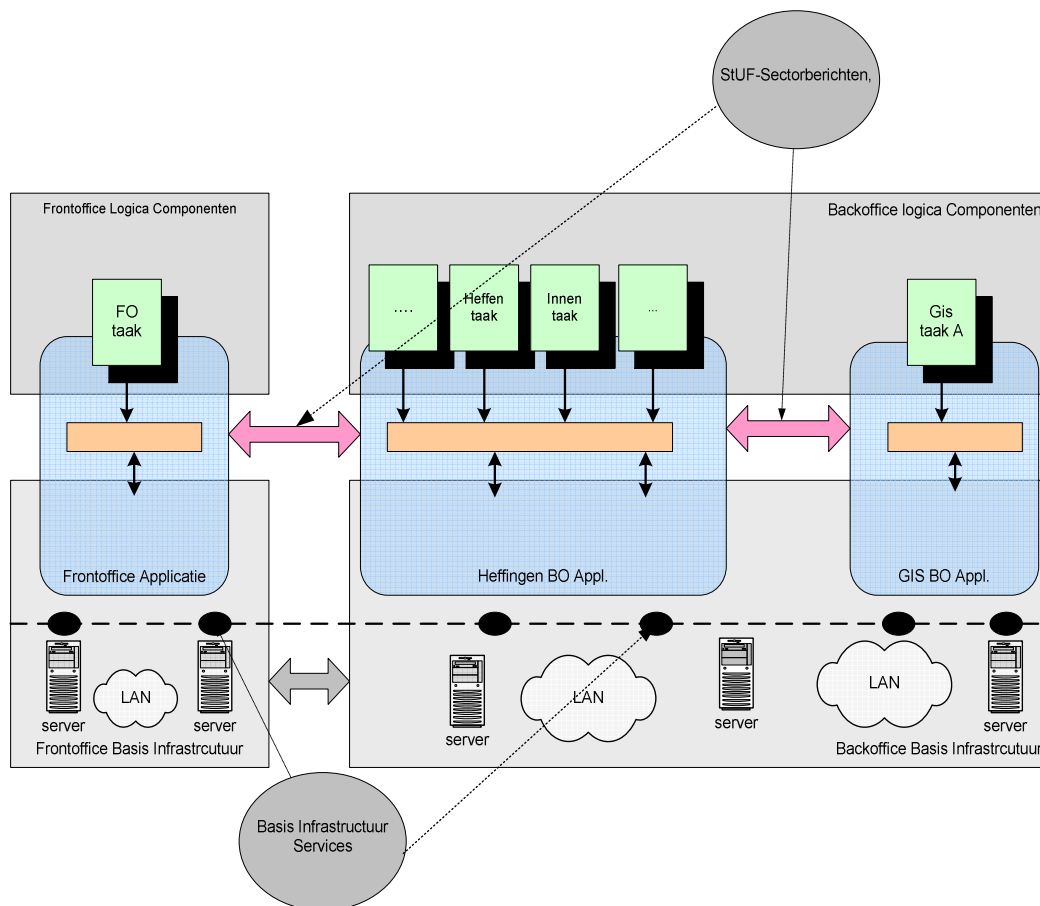 StUF-Sectorberichten,
Frontoffice Logica Componenten
Backoffice logica Componenten
FO
taak
....
Heffen
taak
Innen
taak
...
Gis
taak A
Frontoffice Applicatie
Heffingen BO Appl.
GIS BO Appl.
LAN
server
server
LAN
server
server
LAN
server
Frontoffice Basis Infrastrcutuur
Backoffice Basis Infrastrcutuur
Basis Infrastructuur
Services